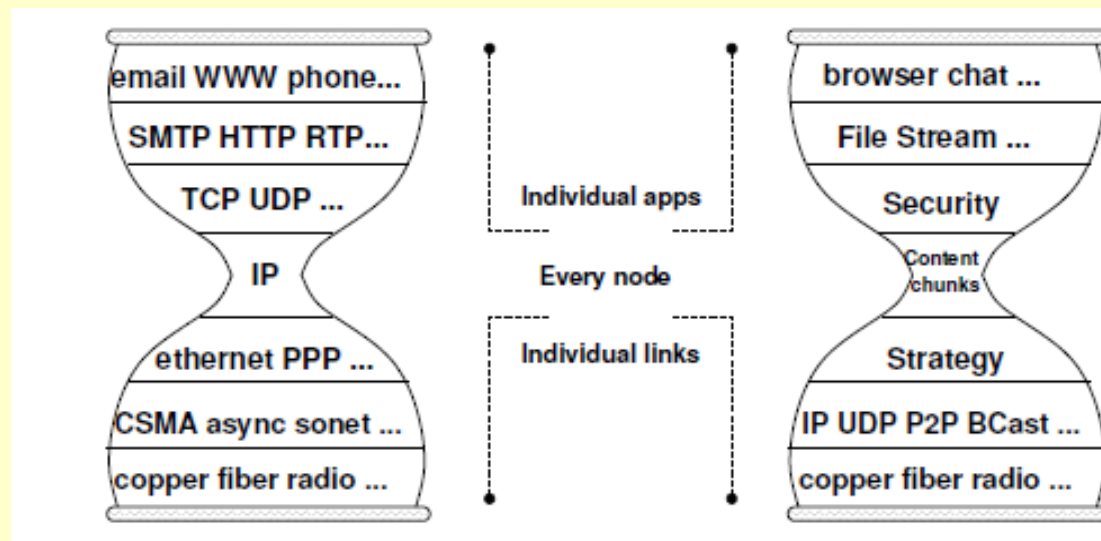 email WWW phone...
SMTP HTTP RTP...
TCP UDP ...
IP
ethernet PPP ...
CSMA async sonet ...
copper fiber radio ...
Individual apps
Every node
Individual links
browser chat ...
File Stream ...
Security
Content
chunks
Strategy
IP UDP P2P BCast ...
copper fiber radio ...